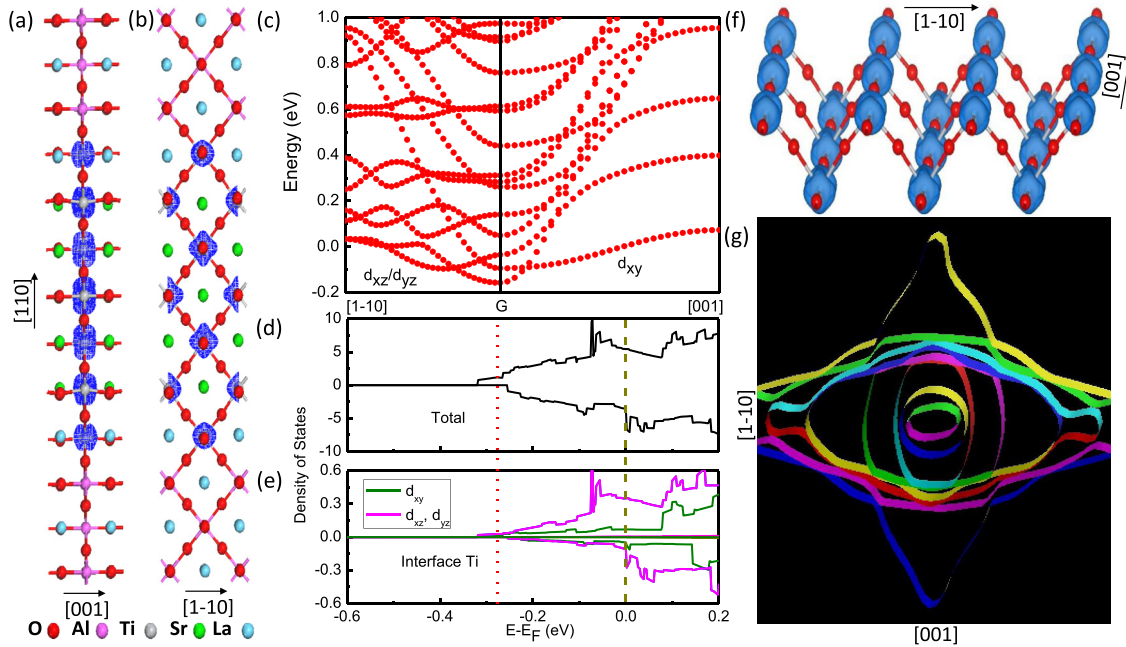 (a)
(b)
[110]
[001]
[1-10]
O Al Ti Sr La
(c)
1.0
0.8
0.6
0.4
0.2
0.0
-0.2
Energy (eV)
dxz/dyz
dxy
[1-10] G [001]
(d)
10
5
0
-5
-10
Total
Density of States
(e)
0.6
0.3
0.0
-0.3
-0.6
dxy
dxz, dyz
Interface Ti
-0.6 -0.4 -0.2 0.0 0.2
E-EF (eV)
(f)
[1-10]
[001]
(g)
[1-10]
[001]